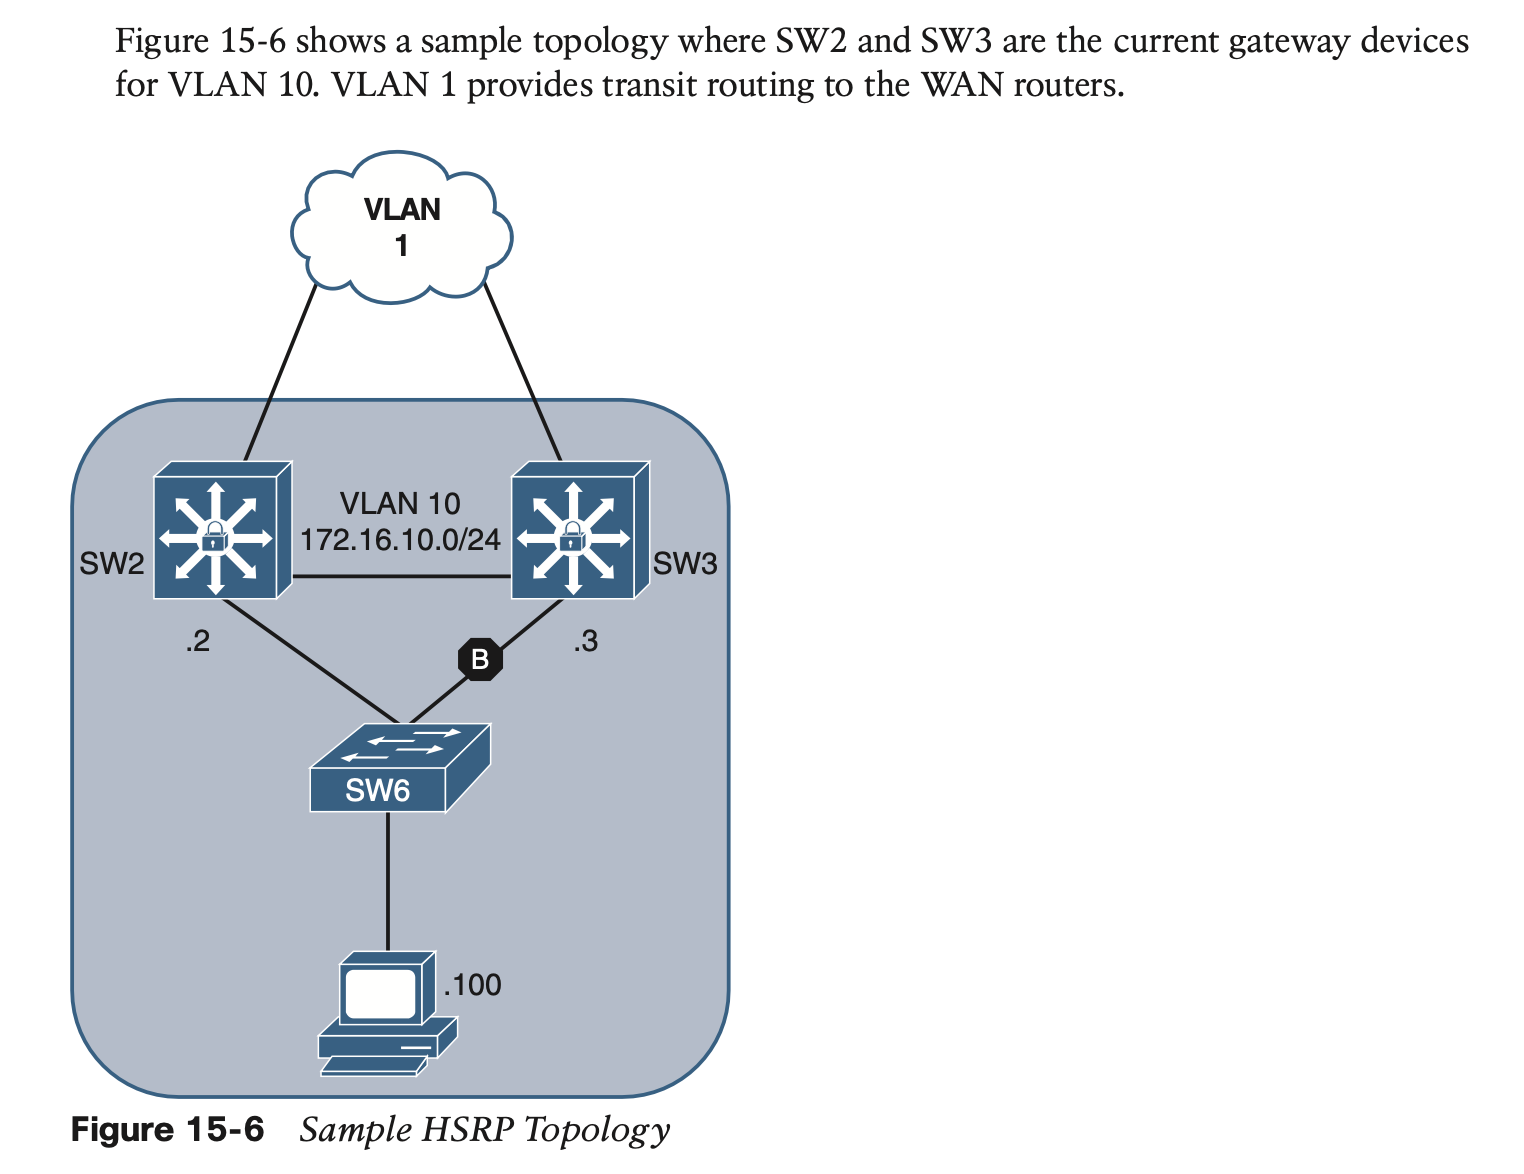 Figure 15-6 shows a sample topology where SW2 and SW3 are the current gateway devices
for VLAN 10. VLAN 1 provides transit routing to the WAN routers.
VLAN
1
VLAN 10
172.16.10.0/24
SW2
SW3
.2
.3
B
SW6
.100
Figure 15-6 Sample HSRP Topology